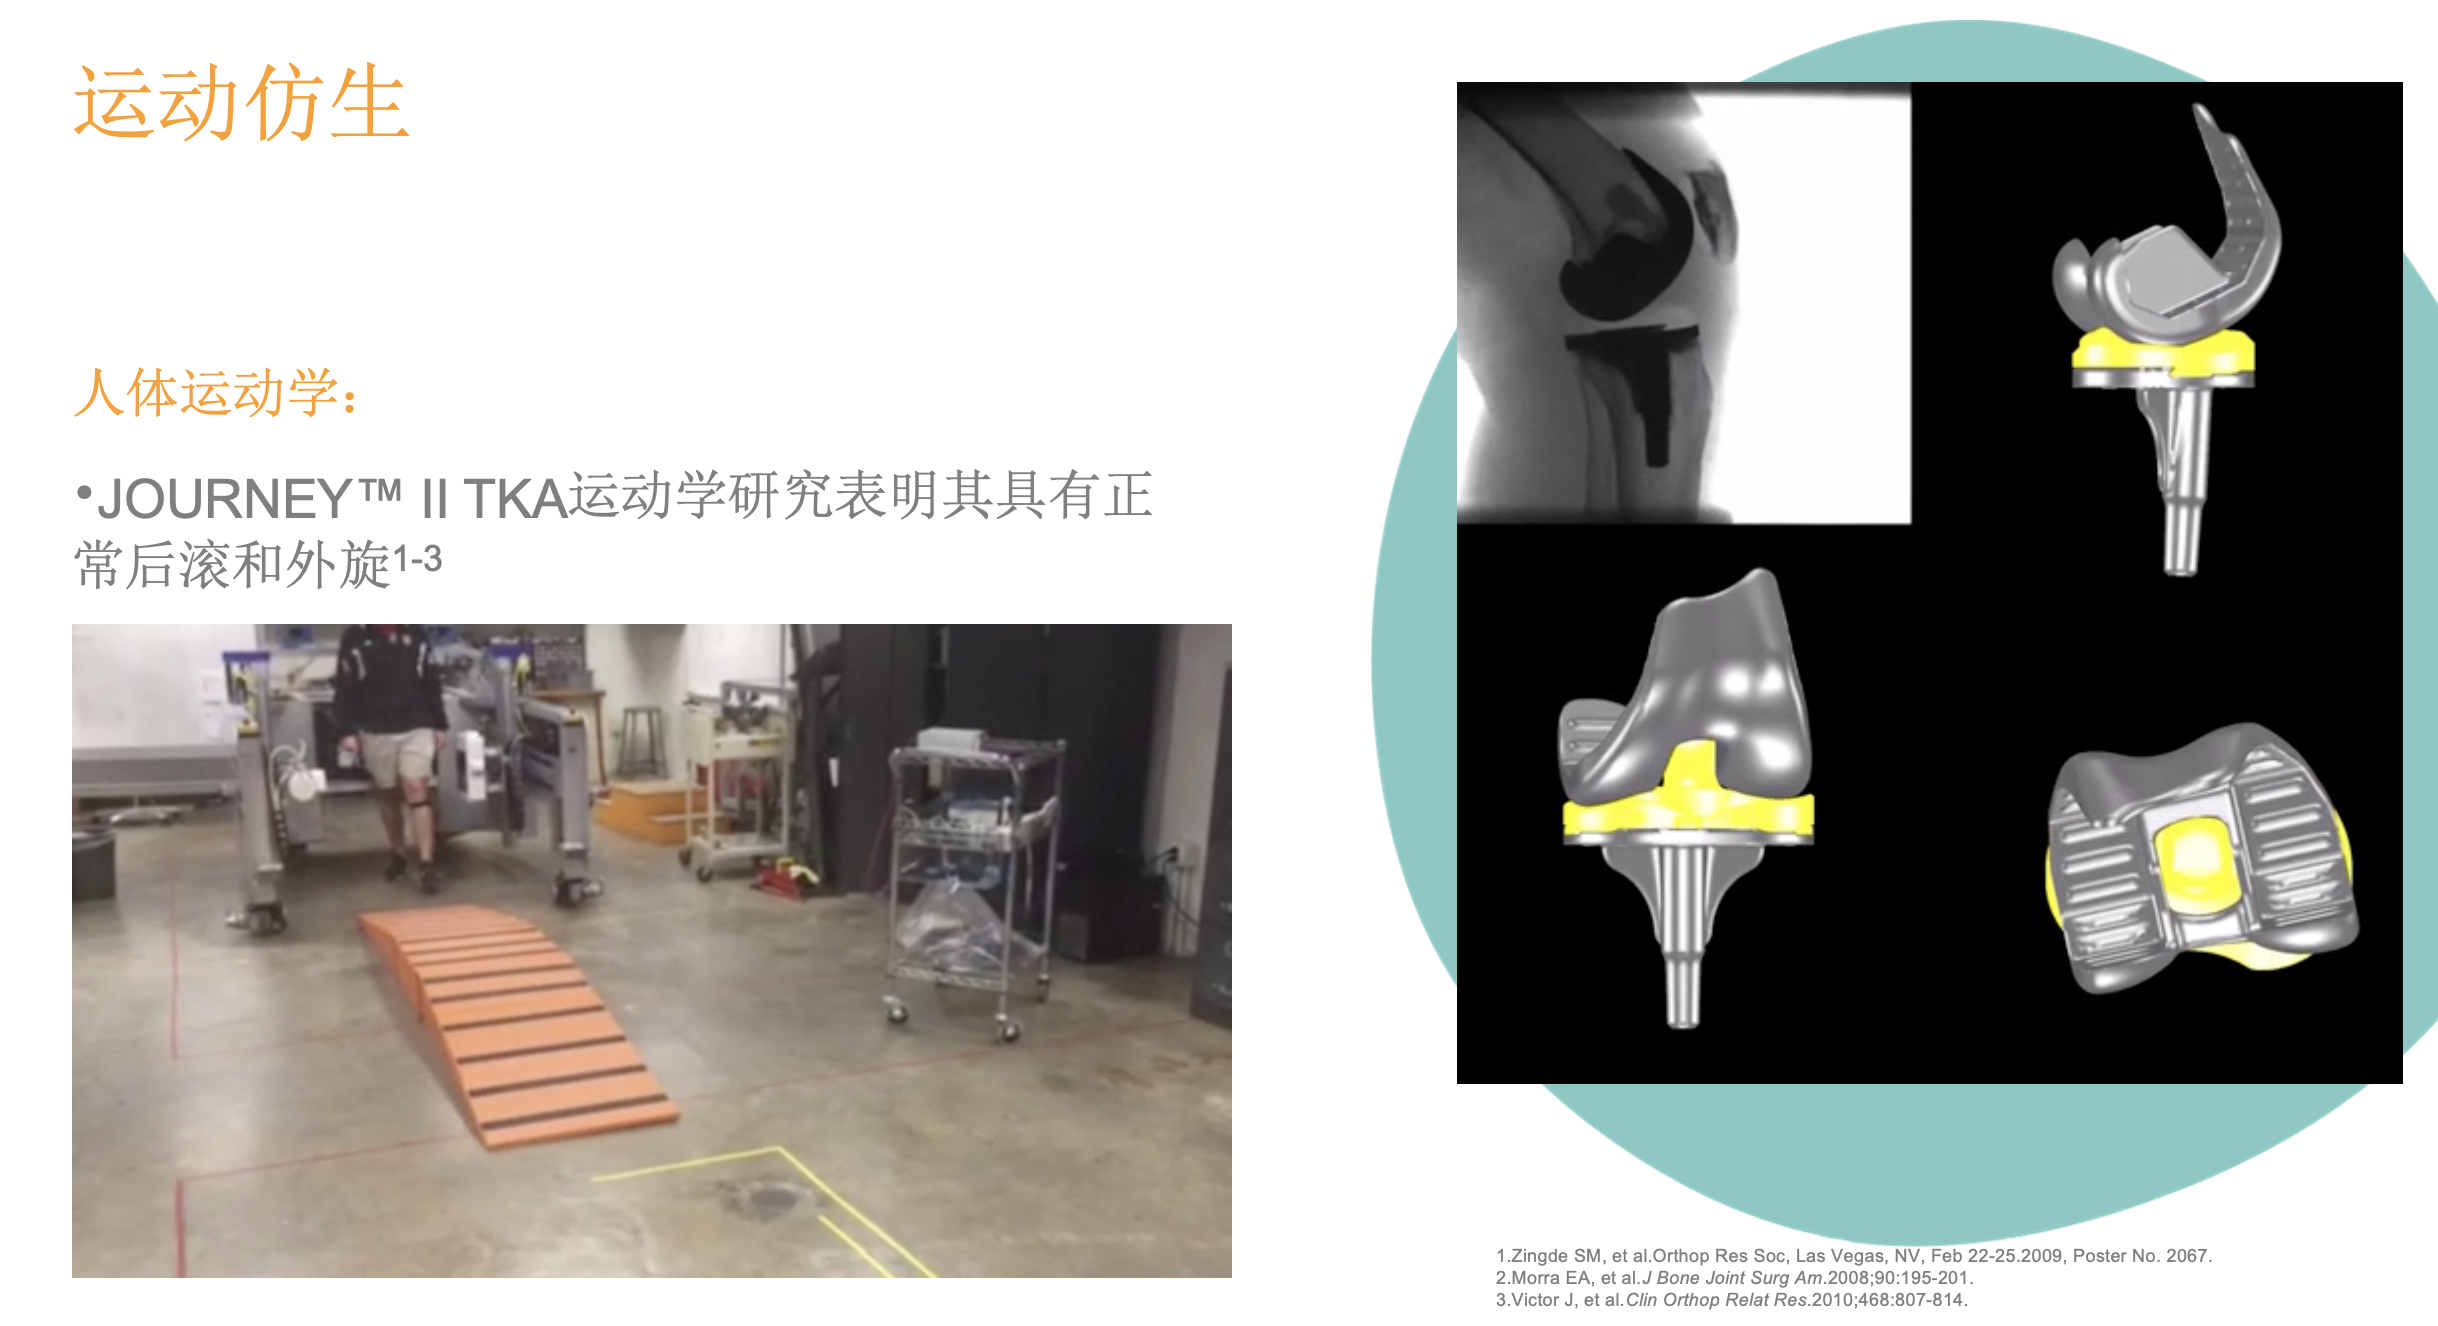 运动仿生
人体运动学：
•JOURNEY™ II TKA运动学研究表明其具有正
常后滚和外旋1-3
1.Zingde SM, et al.Orthop Res Soc, Las Vegas, NV, Feb 22-25.2009, Poster No. 2067.
2.Morra EA, et al.J Bone Joint Surg Am.2008;90:195-201.
3.Victor J, et al.Clin Orthop Relat Res.2010;468:807-814.